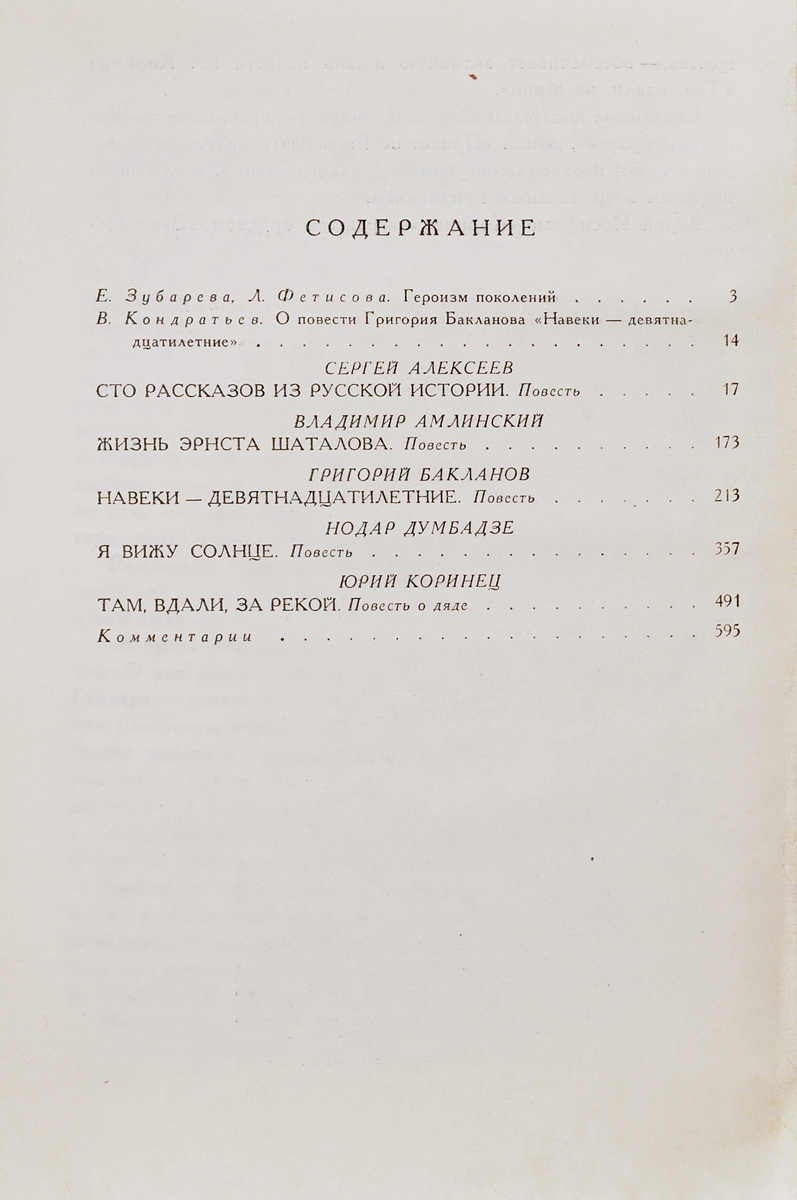 СОДЕРЖАНИЕ
Е. Зубарева, Л. Фетисова. Героизм поколений . . . . . . 3
В. Кондратьев. О повести Григория Бакланова «Навеки — девятна-
дцатилетние» . . . . . . . . . . . . . . . . 14
СЕРГЕЙ АЛЕКСЕЕВ
СТО РАССКАЗОВ ИЗ РУССКОЙ ИСТОРИИ. Повесть . . . . . 17
ВЛАДИМИР АМЛИНСКИЙ
ЖИЗНЬ ЭРНСТА ШАТАЛОВА. Повесть . . . . . . . . . . 173
ГРИГОРИЙ БАКЛАНОВ
НАВЕКИ — ДЕВЯТНАДЦАТИЛЕТНИЕ. Повесть . . . . . . . 213
НОДАР ДУМБАДЗЕ
Я ВИЖУ СОЛНЦЕ. Повесть . . . . . . . . . . . . . . . 357
ЮРИЙ КОРИНЕЦ
ТАМ, ВДАЛИ, ЗА РЕКОЙ. Повесть о дяде . . . . . . . . . . 491
Комментарии . . . . . . . . . . . . . . . . . . . 595